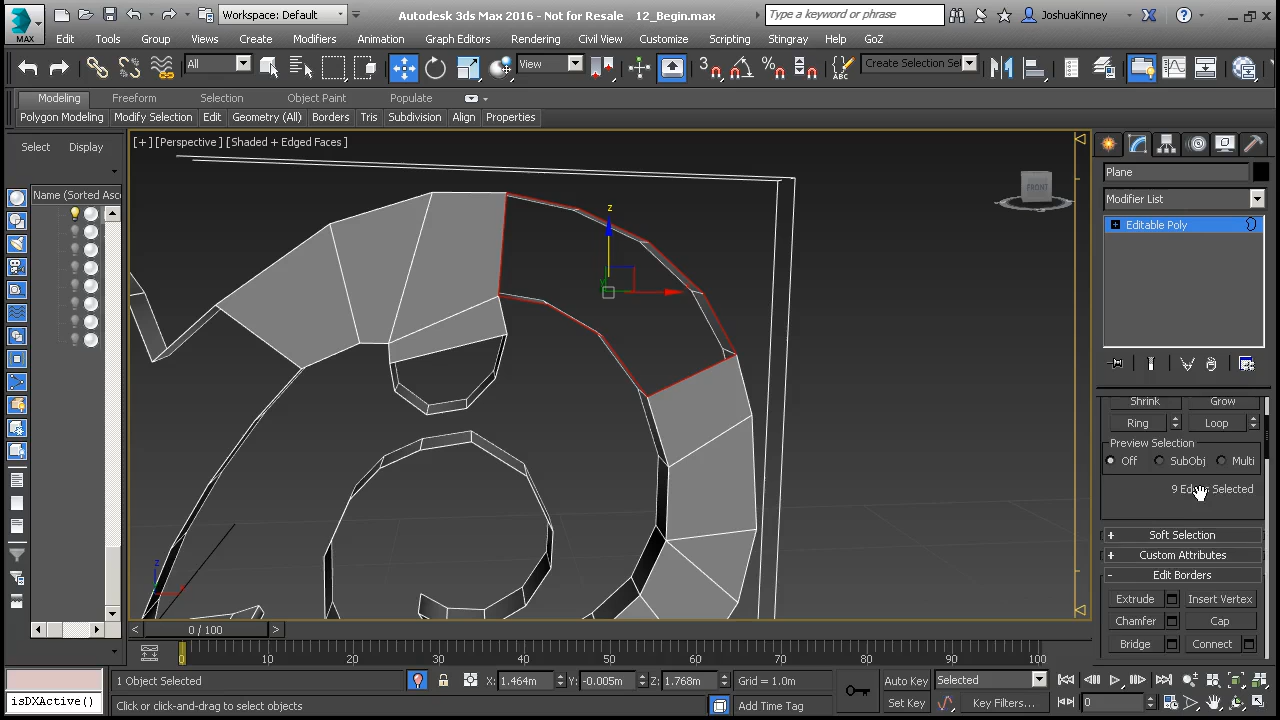 Workspace: Default
Autodesk 3ds Max 2016 - Not for Resale 12_Begin.max
Type a keyword or phrase
JoshuaKinney
MAX
Edit Tools Group Views Create Modifiers Animation Graph Editors Rendering Civil View Customize Scripting Stingray Help GoZ
All
View
3
Create Selection Se
Modeling Freeform Selection Object Paint Populate
Polygon Modeling Modify Selection Edit Geometry (All) Borders Tris Subdivision Align Properties
Select Display
[+] [Perspective] [Shaded + Edged Faces]
Name (Sorted Asc
FRONT
z
y
z
Plane
Modifier List
Editable Poly
Shrink Grow
Ring Loop
Preview Selection
Off SubObj Multi
9 Edges Selected
+ Soft Selection
+ Custom Attributes
- Edit Borders
Extrude Insert Vertex
Chamfer Cap
Bridge Connect
< 0 / 100 >
0 10 20 30 40 50 60 70 80 90 100
1 Object Selected
X: 1.464m Y: -0.005m Z: 1.768m Grid = 1.0m
Auto Key Selected
isDXActive()
Click or click-and-drag to select objects
Add Time Tag
Set Key Key Filters... 0